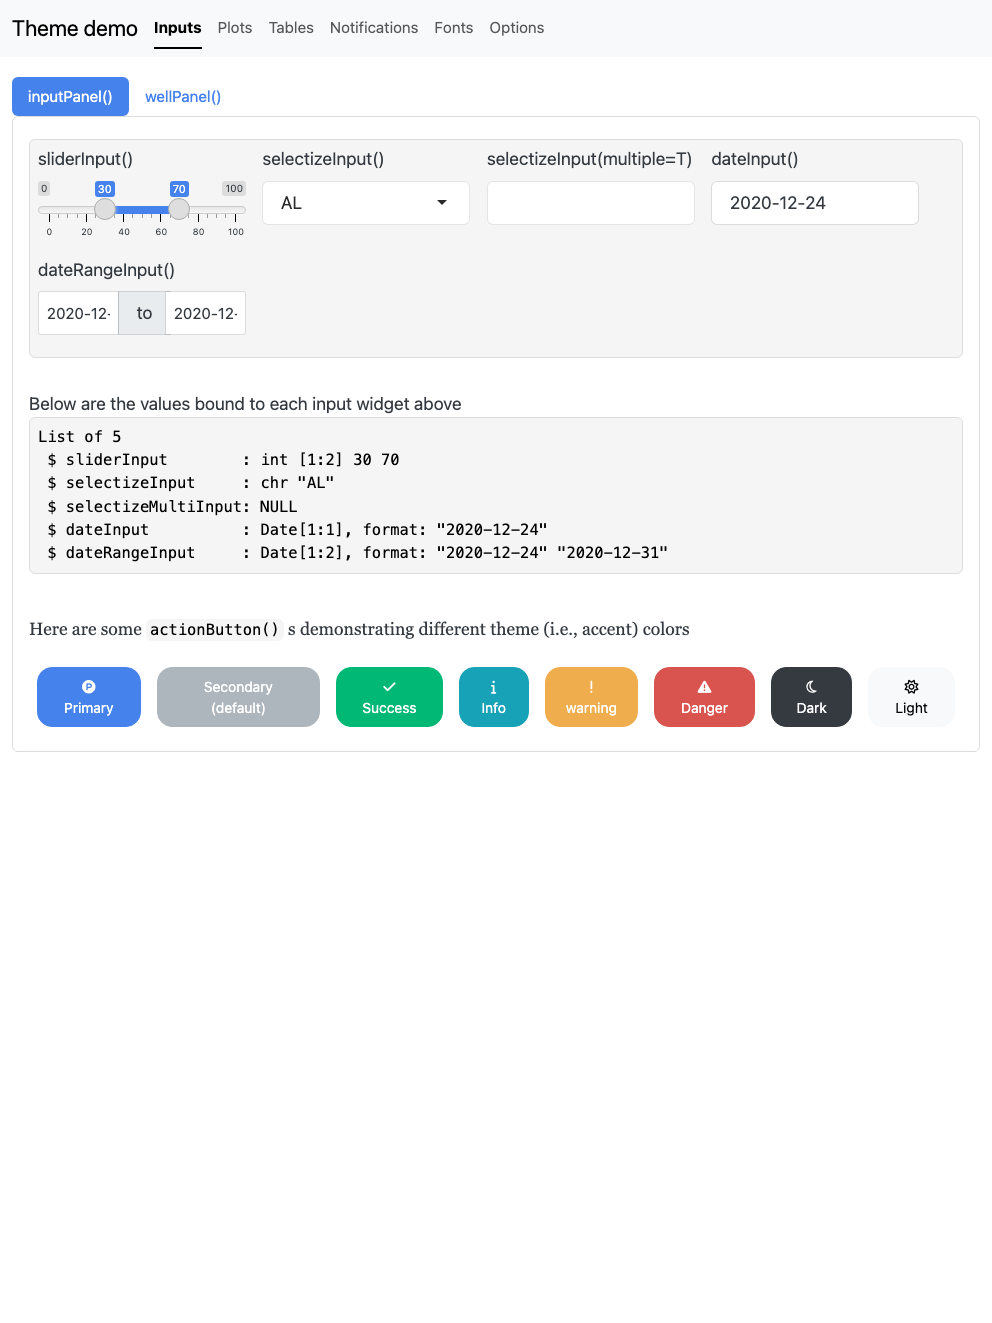 Theme demo Inputs Plots Tables Notifications Fonts Options
inputPanel() wellPanel()
sliderInput() selectizeInput() selectizeInput(multiple=T) dateInput()
0 30 70 100
AL 2020-12-24
0 20 40 60 80 100
dateRangeInput()
2020-12- to 2020-12-
Below are the values bound to each input widget above
List of 5
$ sliderInput : int [1:2] 30 70
$ selectizeInput : chr "AL"
$ selectizeMultiInput: NULL
$ dateInput : Date[1:1], format: "2020-12-24"
$ dateRangeInput : Date[1:2], format: "2020-12-24" "2020-12-31"
Here are some actionButton() s demonstrating different theme (i.e., accent) colors
Primary Secondary (default) Success Info warning Danger Dark Light